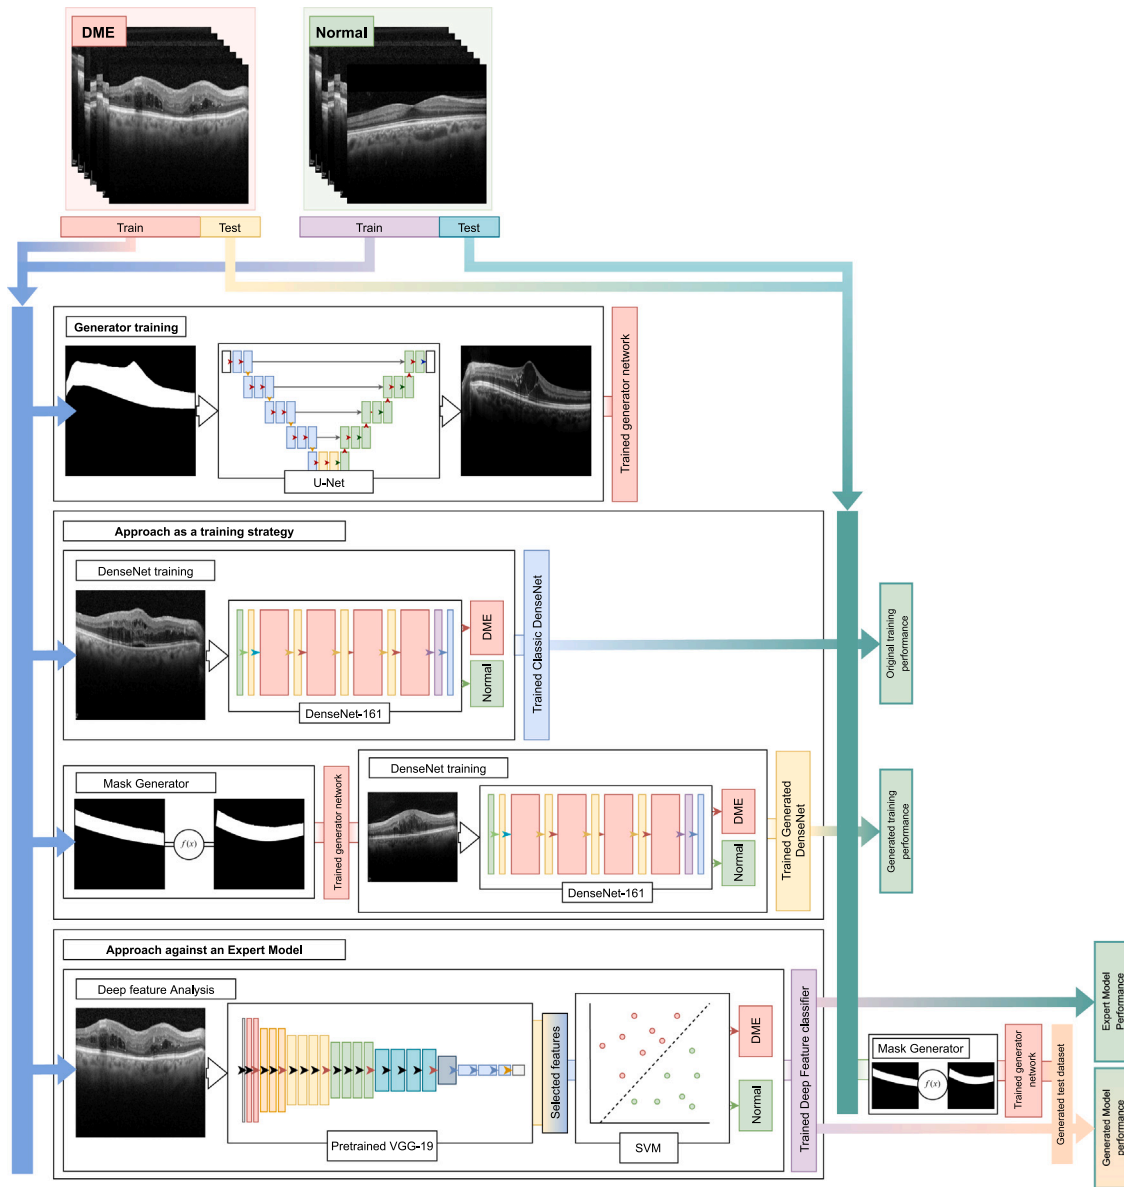 DME
Normal
Train
Test
Train
Test
Generator training
U-Net
Trained generator network
Approach as a training strategy
DenseNet training
DenseNet-161
DME
Normal
Trained Classic DenseNet
Original training
performance
Mask Generator
f(x)
Trained generator network
DenseNet training
DenseNet-161
DME
Normal
Trained Generated
DenseNet
Generated training
performance
Approach against an Expert Model
Deep feature Analysis
Pretrained VGG-19
Selected features
SVM
DME
Normal
Trained Deep Feature classifier
Mask Generator
f(x)
Trained generator
network
Generated test dataset
Expert Model
Performance
Generated Model
performance